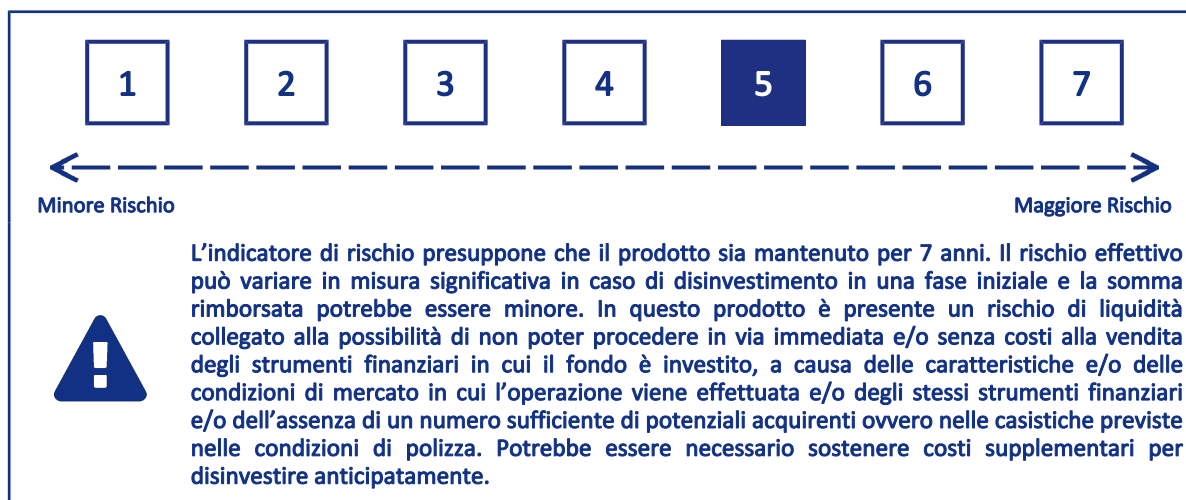 1 2 3 4 5 6 7
Minore Rischio Maggiore Rischio
L'indicatore di rischio presuppone che il prodotto sia mantenuto per 7 anni. Il rischio effettivo
può variare in misura significativa in caso di disinvestimento in una fase iniziale e la somma
rimborsata potrebbe essere minore. In questo prodotto è presente un rischio di liquidità
collegato alla possibilità di non poter procedere in via immediata e/o senza costi alla vendita
degli strumenti finanziari in cui il fondo è investito, a causa delle caratteristiche e/o delle
condizioni di mercato in cui l'operazione viene effettuata e/o degli stessi strumenti finanziari
e/o dell'assenza di un numero sufficiente di potenziali acquirenti ovvero nelle casistiche previste
nelle condizioni di polizza. Potrebbe essere necessario sostenere costi supplementari per
disinvestire anticipatamente.